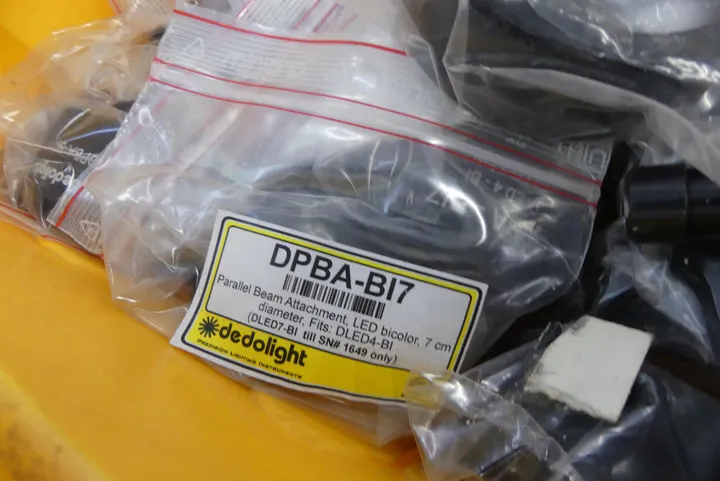 DPBA-BI7
Parallel Beam Attachment, LED bicolor, 7 cm
diameter, Fits: DLED4-BI
(DLED7-BI till SN# 1649 only)
dedolight
PRECISION LIGHTING INSTRUMENTS